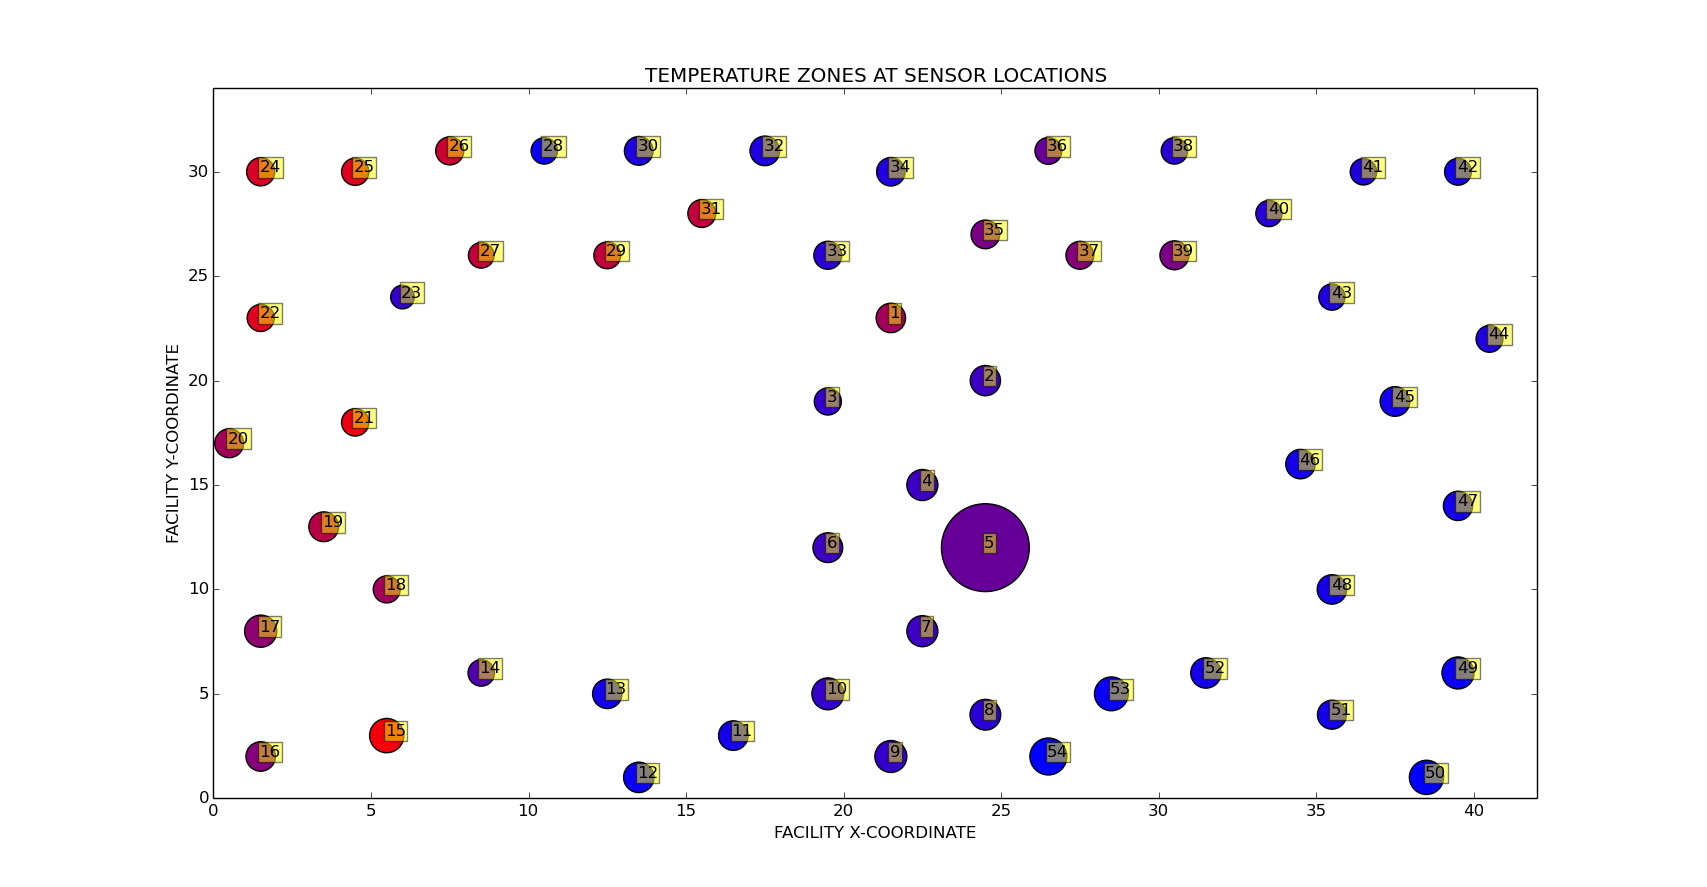 TEMPERATURE ZONES AT SENSOR LOCATIONS
26 28 30 32 36 38
24 25 34 41 42
31 40
35
27 29 33 37 39
23 43
22 1
44
2
3 45
21
20
46
4
47
19
6 5
18 48
17 7
14 52 49
13 10 53
8 51
15 11
16 9 54
12 50
30
25
20
15
10
5
0
FACILITY Y-COORDINATE
0 5 10 15 20 25 30 35 40
FACILITY X-COORDINATE